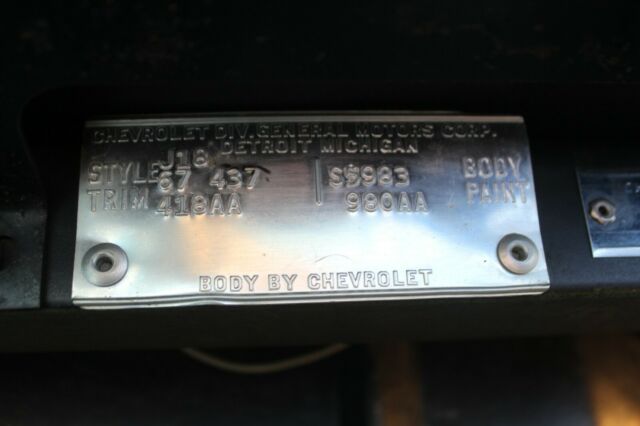 CHEVROLET DIV. GENERAL MOTORS CORP.
DETROIT MICHIGAN
J18
STYLE 67 437 S5983 BODY
TRIM 418AA 980AA PAINT
BODY BY CHEVROLET